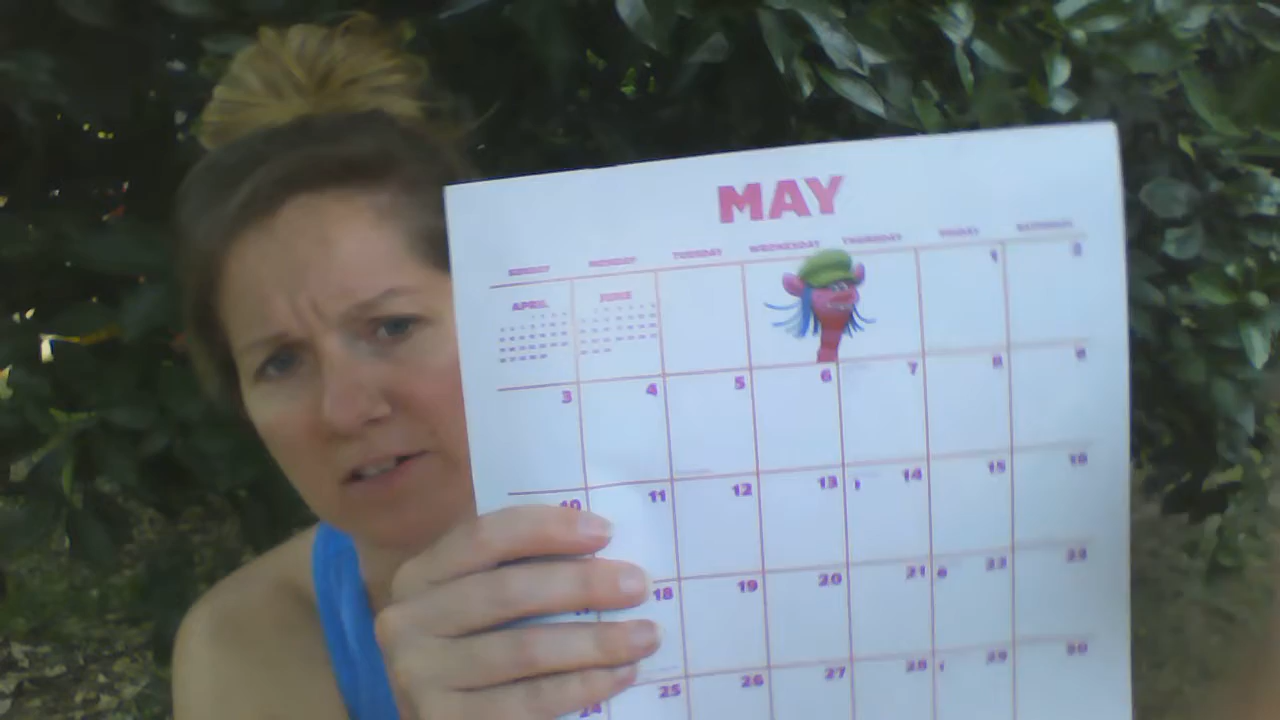 MAY
SUNDAY MONDAY TUESDAY WEDNESDAY THURSDAY FRIDAY SATURDAY
APRIL JUNE 1 2
3 4 5 6 7 8 9
10 11 12 13 14 15 16
18 19 20 21 22 23
24 25 26 27 28 29 30